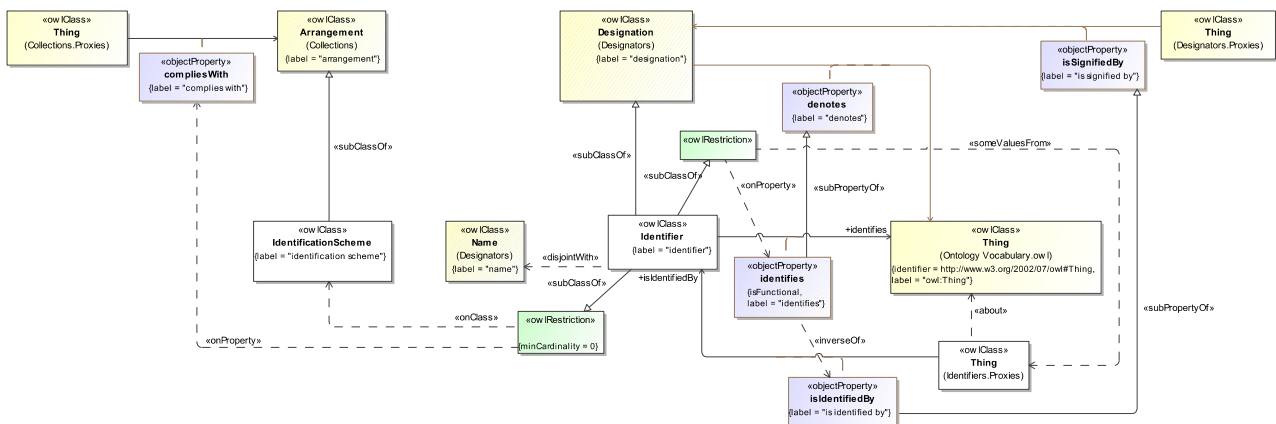 «owlClass»
Thing
(Collections.Proxies)
«owlClass»
Arrangement
(Collections)
{label = "arrangement"}
«objectProperty»
compliesWith
{label = "complies with"}
«owlClass»
Designation
(Designators)
{label = "designation"}
«owlClass»
Thing
(Designators.Proxies)
«objectProperty»
isSignifiedBy
{label = "is signified by"}
«objectProperty»
denotes
{label = "denotes"}
«owlRestriction»
«someValuesFrom»
«subClassOf»
«subClassOf»
«subClassOf»
«onProperty»
«subPropertyOf»
«owlClass»
IdentificationScheme
{label = "identification scheme"}
«owlClass»
Name
(Designators)
{label = "name"}
«owlClass»
Identifier
{label = "identifier"}
+identifies
«owlClass»
Thing
(Ontology Vocabulary.owl)
{identifier = http://www.w3.org/2002/07/owl#Thing,
label = "owl:Thing"}
«disjointWith»
«subClassOf»
+isIdentifiedBy
«objectProperty»
identifies
{isFunctional,
label = "identifies"}
«subPropertyOf»
«about»
«onClass»
«owlRestriction»
{minCardinality = 0}
«onProperty»
«inverseOf»
«owlClass»
Thing
(Identifiers.Proxies)
«objectProperty»
isIdentifiedBy
{label = "is identified by"}